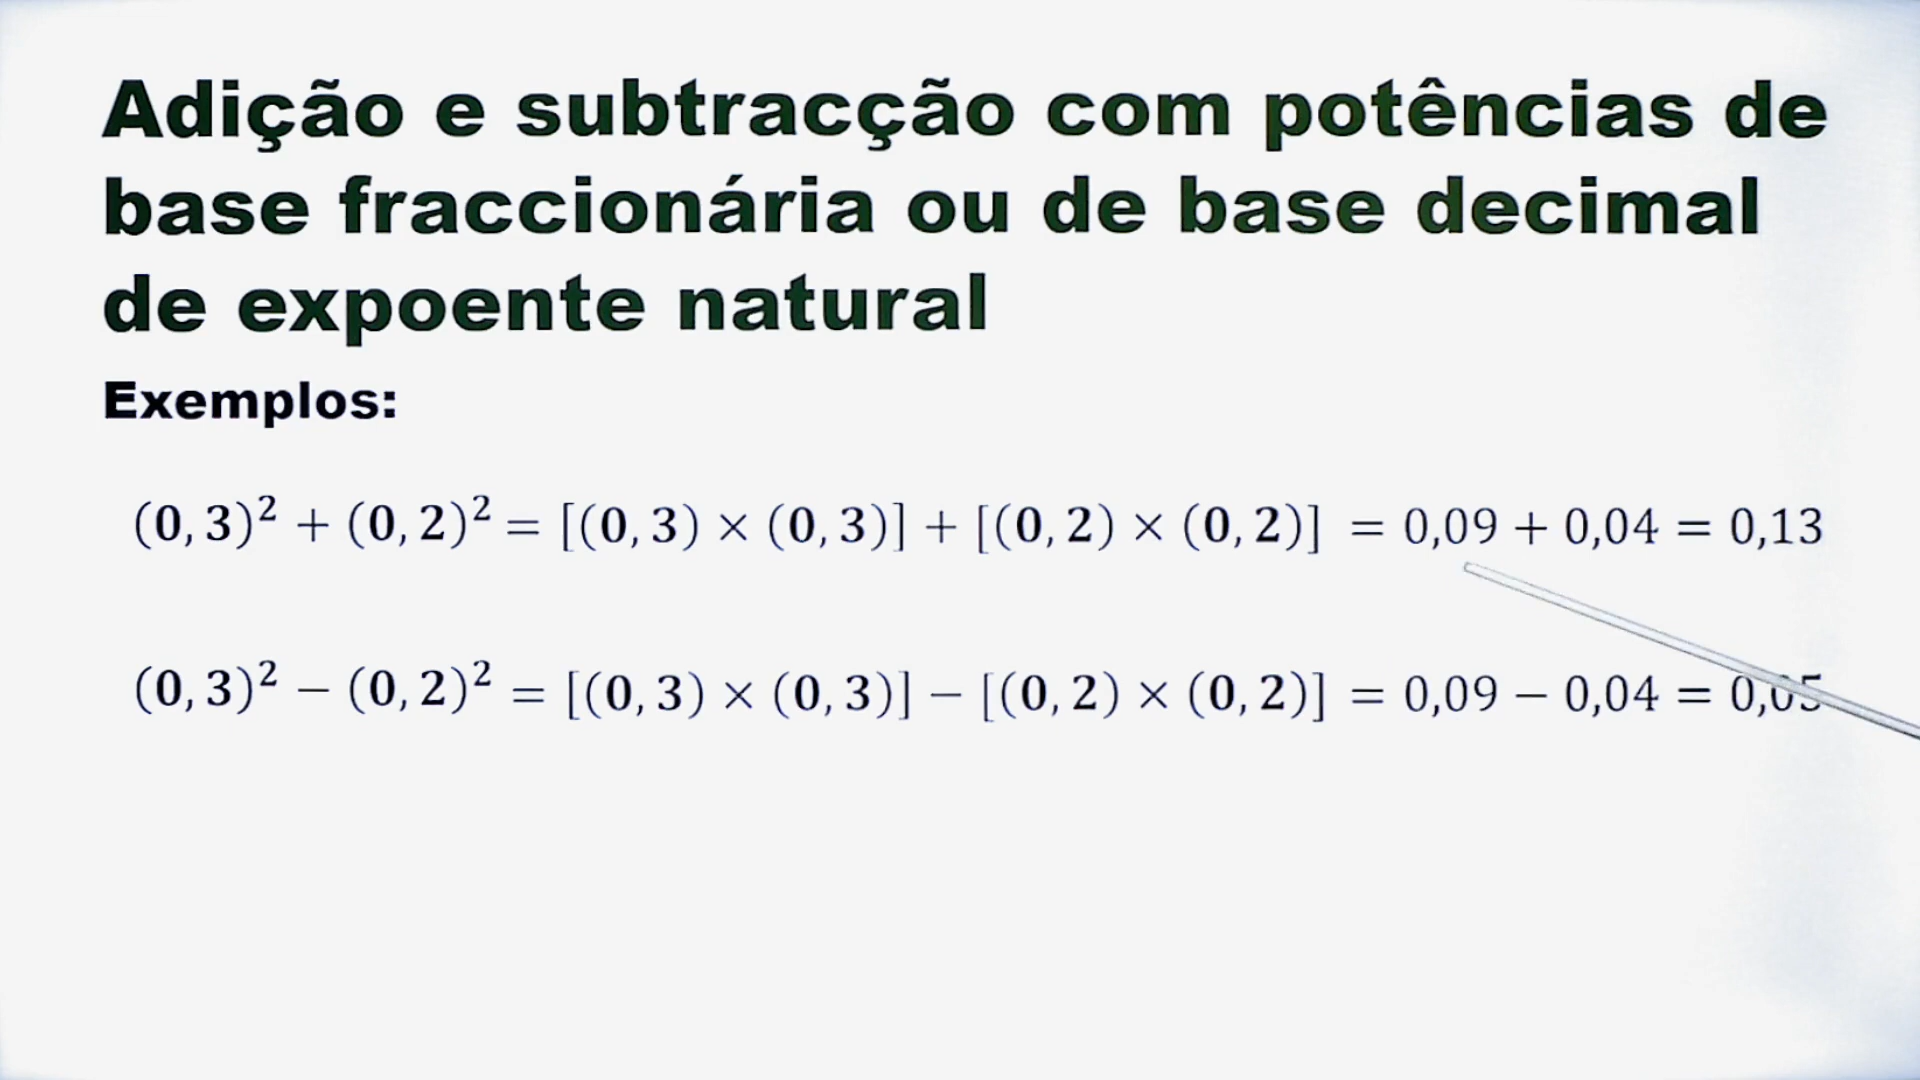 Adição e subtracção com potências de
base fraccionária ou de base decimal
de expoente natural
Exemplos:
(0,3)² + (0,2)² = [(0,3) × (0,3)] + [(0,2) × (0,2)] = 0,09 + 0,04 = 0,13
(0,3)² − (0,2)² = [(0,3) × (0,3)] − [(0,2) × (0,2)] = 0,09 − 0,04 = 0,05